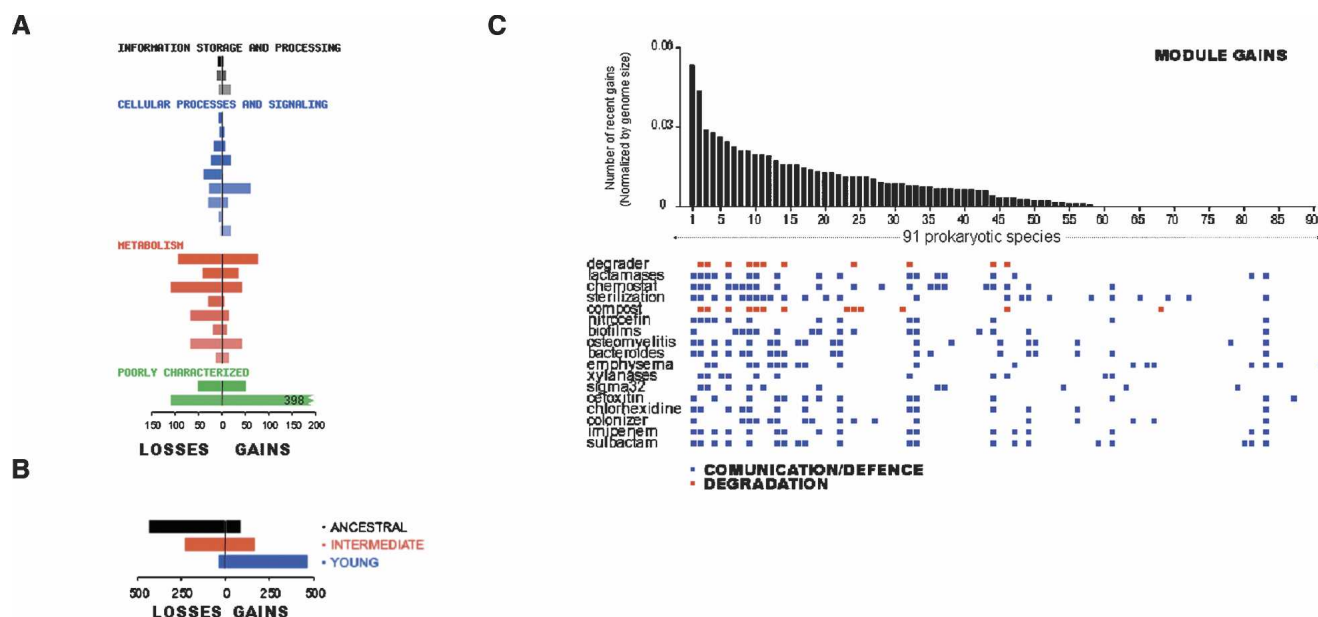 A
INFORMATION STORAGE AND PROCESSING
CELLULAR PROCESSES AND SIGNALING
METABOLISM
POORLY CHARACTERIZED
398
150 100 50 0 50 100 150 200
LOSSES GAINS
B
ANCESTRAL
INTERMEDIATE
YOUNG
500 250 0 250 500
LOSSES GAINS
C
MODULE GAINS
Number of recent gains
(Normalized by genome size)
0.06
0.03
0
1 5 10 15 20 25 30 35 40 45 50 55 58 65 70 75 80 85 90
91 prokaryotic species
degrader
lactamases
chemostat
sterilization
compost
nitrocefin
biofilms
osteomyelitis
bacteroides
emphysema
xylanases
sigma32
cefoxitin
chlorhexidine
colonizer
imipenem
sulbactam
COMUNICATION/DEFENCE
DEGRADATION